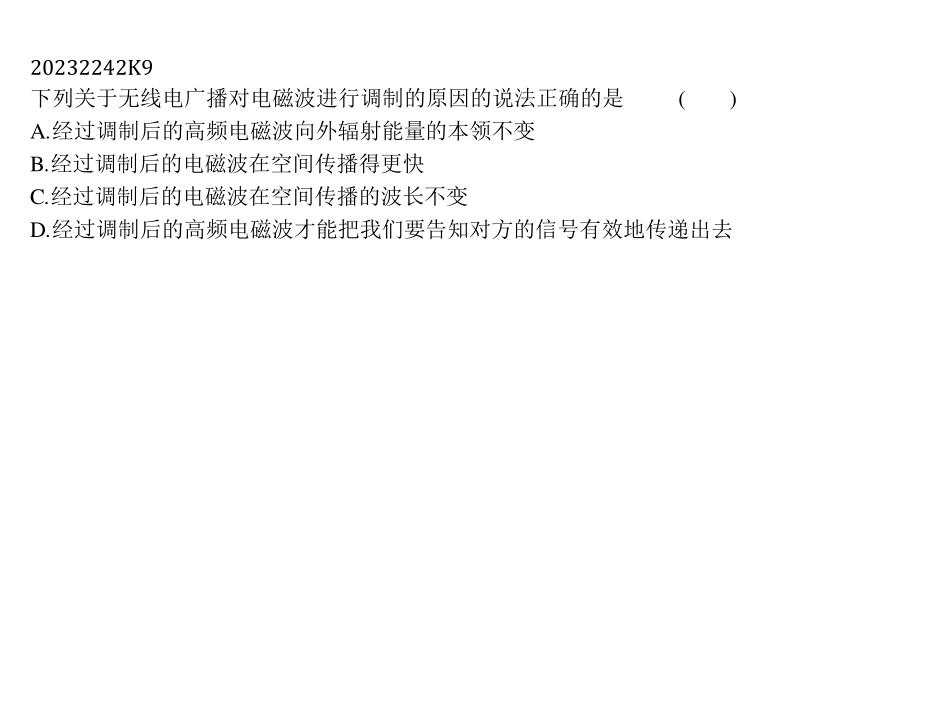 20232242K9
下列关于无线电广播对电磁波进行调制的原因的说法正确的是 ( )
A.经过调制后的高频电磁波向外辐射能量的本领不变
B.经过调制后的电磁波在空间传播得更快
C.经过调制后的电磁波在空间传播的波长不变
D.经过调制后的高频电磁波才能把我们要告知对方的信号有效地传递出去